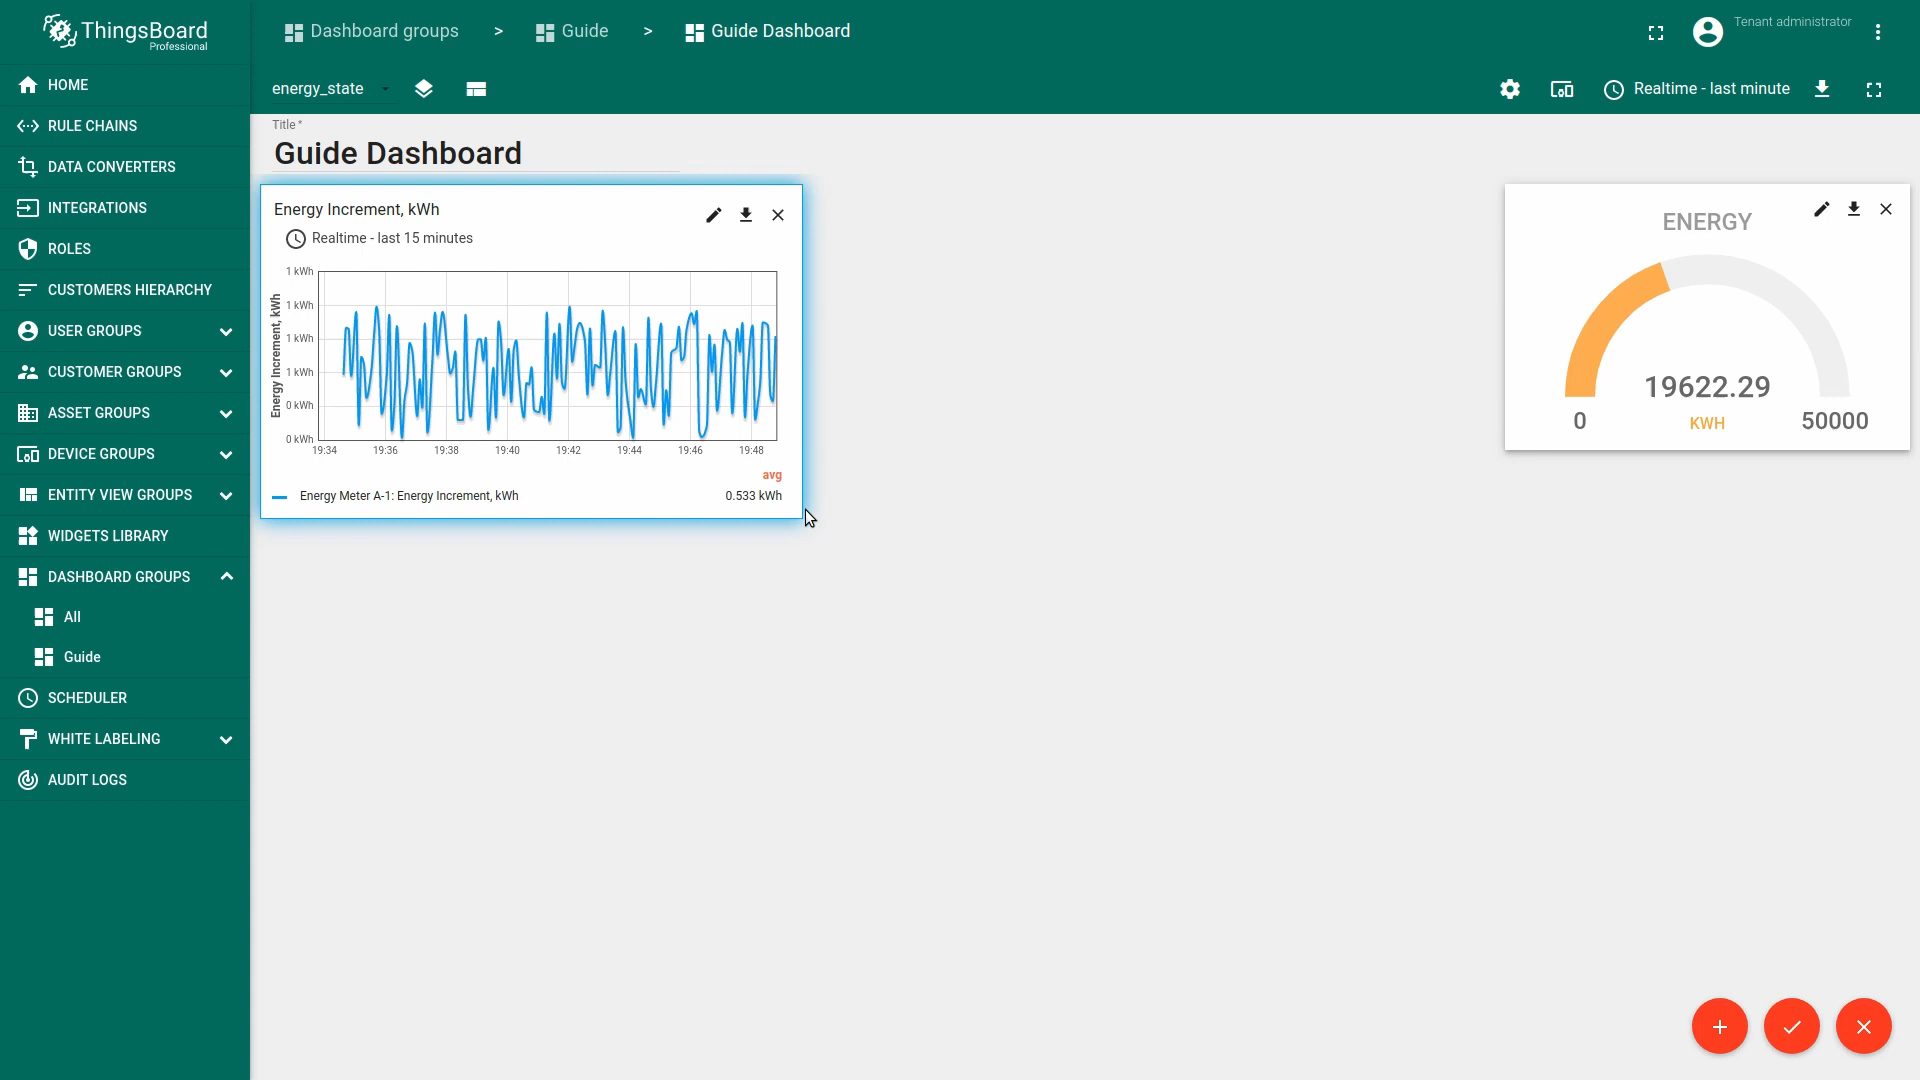 ThingsBoard
Professional
HOME
RULE CHAINS
DATA CONVERTERS
INTEGRATIONS
ROLES
CUSTOMERS HIERARCHY
USER GROUPS
CUSTOMER GROUPS
ASSET GROUPS
DEVICE GROUPS
ENTITY VIEW GROUPS
WIDGETS LIBRARY
DASHBOARD GROUPS
All
Guide
SCHEDULER
WHITE LABELING
AUDIT LOGS
Dashboard groups > Guide > Guide Dashboard
Tenant administrator
energy_state
Realtime - last minute
Title *
Guide Dashboard
Energy Increment, kWh
Realtime - last 15 minutes
Energy Increment, kWh
1 kWh
1 kWh
1 kWh
1 kWh
0 kWh
0 kWh
19:34 19:36 19:38 19:40 19:42 19:44 19:46 19:48
avg
Energy Meter A-1: Energy Increment, kWh 0.533 kWh
ENERGY
19622.29
0 KWH 50000